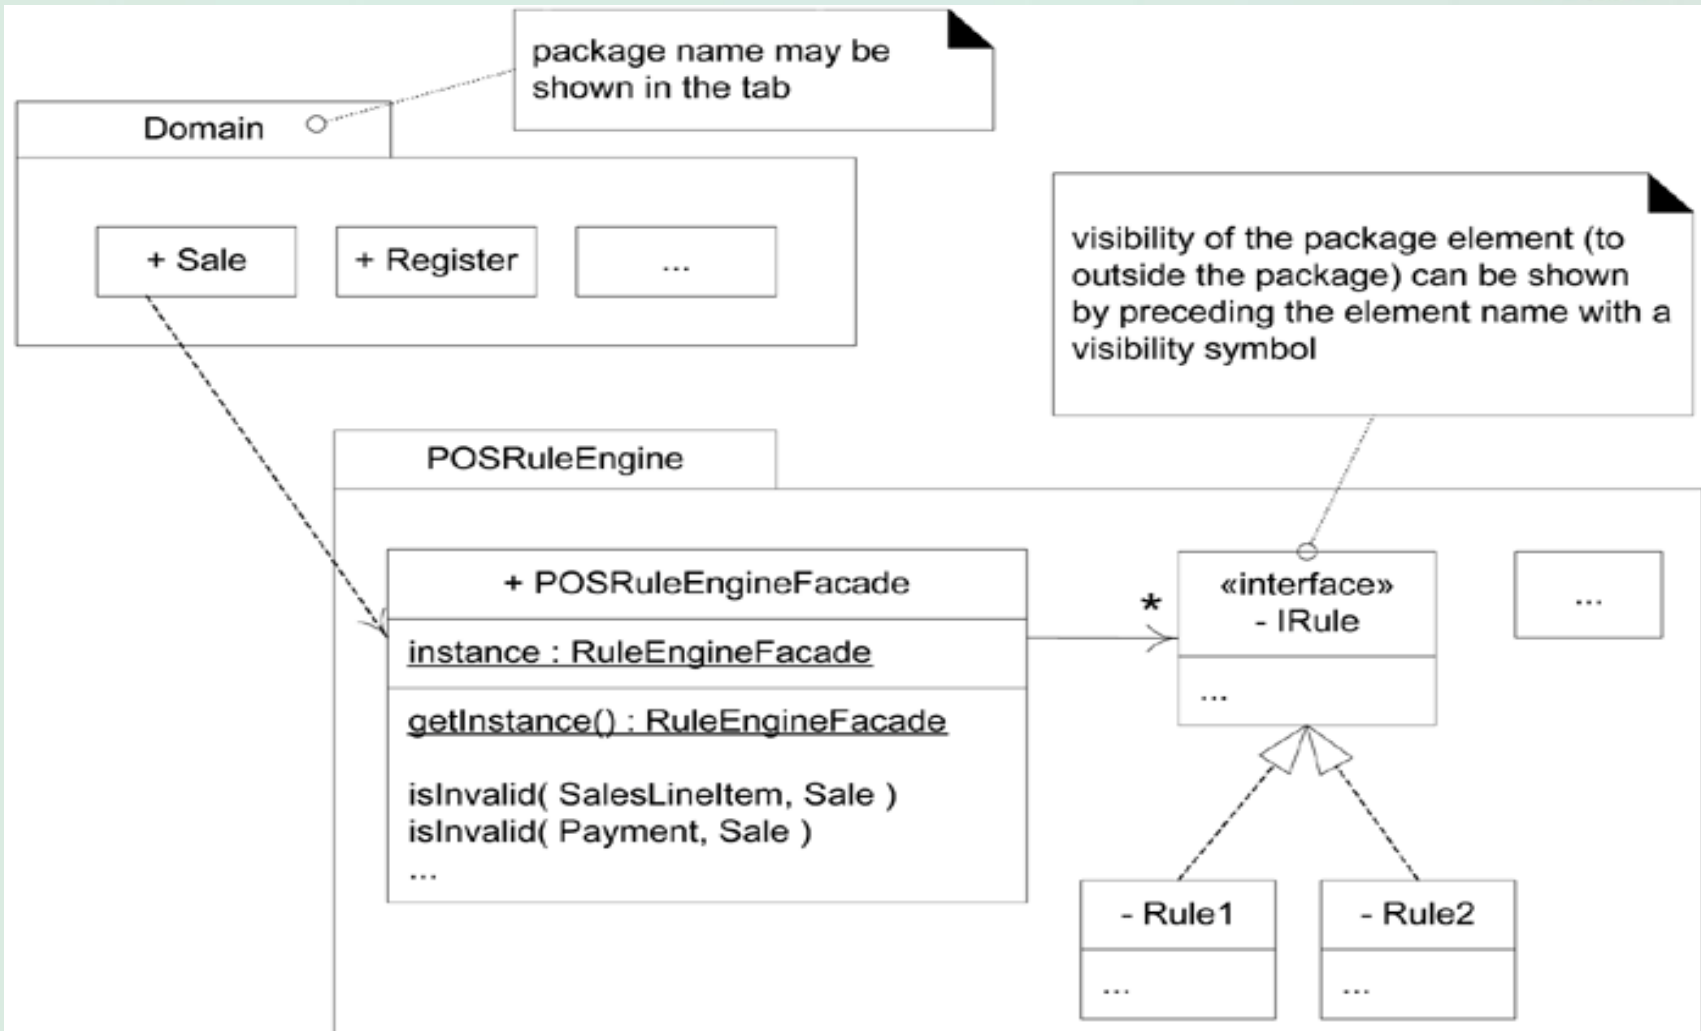 package name may be
shown in the tab
Domain
+ Sale
+ Register
...
visibility of the package element (to
outside the package) can be shown
by preceding the element name with a
visibility symbol
POSRuleEngine
+ POSRuleEngineFacade
instance : RuleEngineFacade
getInstance() : RuleEngineFacade
isInvalid( SalesLineItem, Sale )
isInvalid( Payment, Sale )
...
*
«interface»
- IRule
...
...
- Rule1
...
- Rule2
...